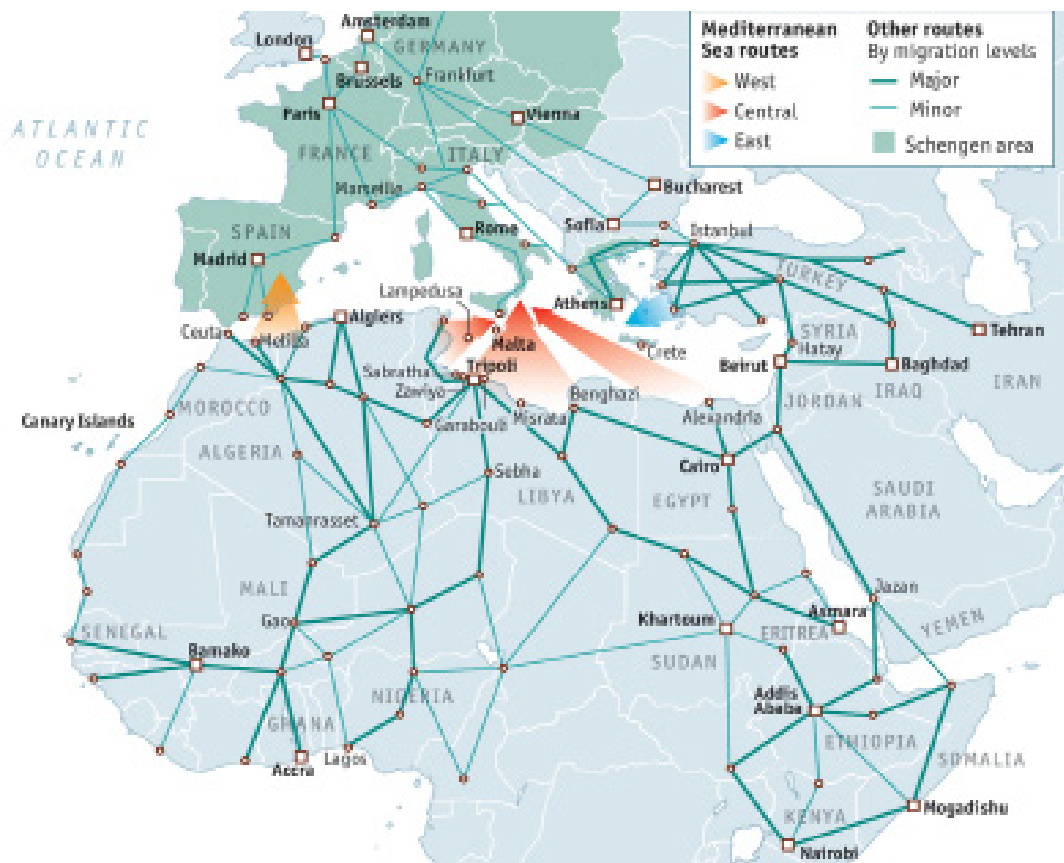 Mediterranean
Sea routes
West
Central
East
Other routes
By migration levels
Major
Minor
Schengen area
Amsterdam
London
GERMANY
Brussels
Frankfurt
Paris
Vienna
ATLANTIC
OCEAN
FRANCE
ITALY
Marseille
Bucharest
Rome
Sofia
Istanbul
SPAIN
Madrid
TURKEY
Lampedusa
Athens
Ceuta
Melilla
Algiers
Malta
Crete
SYRIA
Hatay
Tehran
Sabratha
Tripoli
Zawiya
Beirut
Baghdad
IRAQ
IRAN
Canary Islands
MOROCCO
Garabouli
Misrata
Benghazi
Alexandria
JORDAN
ALGERIA
Sebha
LIBYA
Cairo
EGYPT
SAUDI
ARABIA
Tamanrasset
MALI
Gao
Jazan
Khartoum
Asmara
ERITREA
YEMEN
SENEGAL
Bamako
SUDAN
NIGERIA
Addis
Ababa
GHANA
Accra
Lagos
ETHIOPIA
SOMALIA
KENYA
Mogadishu
Nairobi